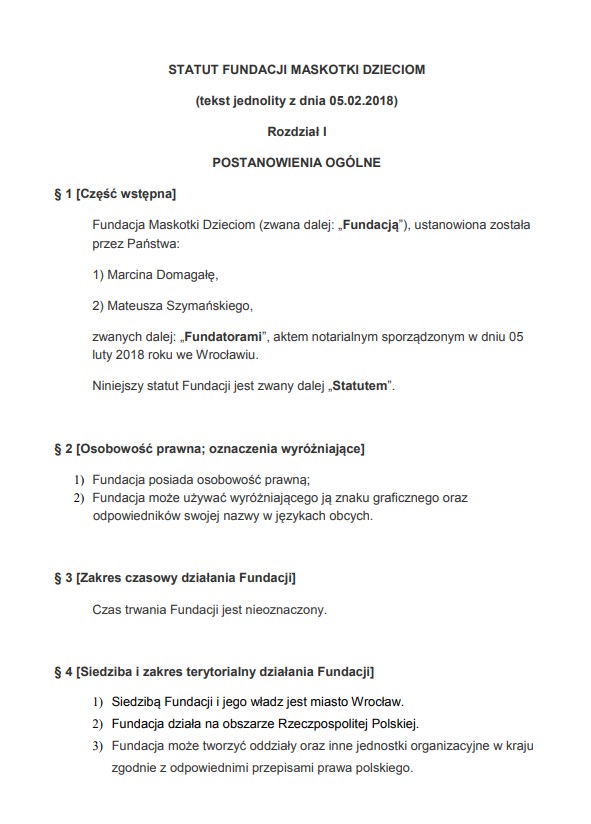 STATUT FUNDACJI MASKOTKI DZIECIOM
(tekst jednolity z dnia 05.02.2018)
Rozdział I
POSTANOWIENIA OGÓLNE
§ 1 [Część wstępna]
Fundacja Maskotki Dzieciom (zwana dalej: „Fundacją”), ustanowiona została
przez Państwa:
1) Marcina Domagałę,
2) Mateusza Szymańskiego,
zwanych dalej: „Fundatorami”, aktem notarialnym sporządzonym w dniu 05
luty 2018 roku we Wrocławiu.
Niniejszy statut Fundacji jest zwany dalej „Statutem”.
§ 2 [Osobowość prawna; oznaczenia wyróżniające]
1) Fundacja posiada osobowość prawną;
2) Fundacja może używać wyróżniającego ją znaku graficznego oraz
odpowiedników swojej nazwy w językach obcych.
§ 3 [Zakres czasowy działania Fundacji]
Czas trwania Fundacji jest nieoznaczony.
§ 4 [Siedziba i zakres terytorialny działania Fundacji]
1) Siedzibą Fundacji i jego władz jest miasto Wrocław.
2) Fundacja działa na obszarze Rzeczpospolitej Polskiej.
3) Fundacja może tworzyć oddziały oraz inne jednostki organizacyjne w kraju
zgodnie z odpowiednimi przepisami prawa polskiego.